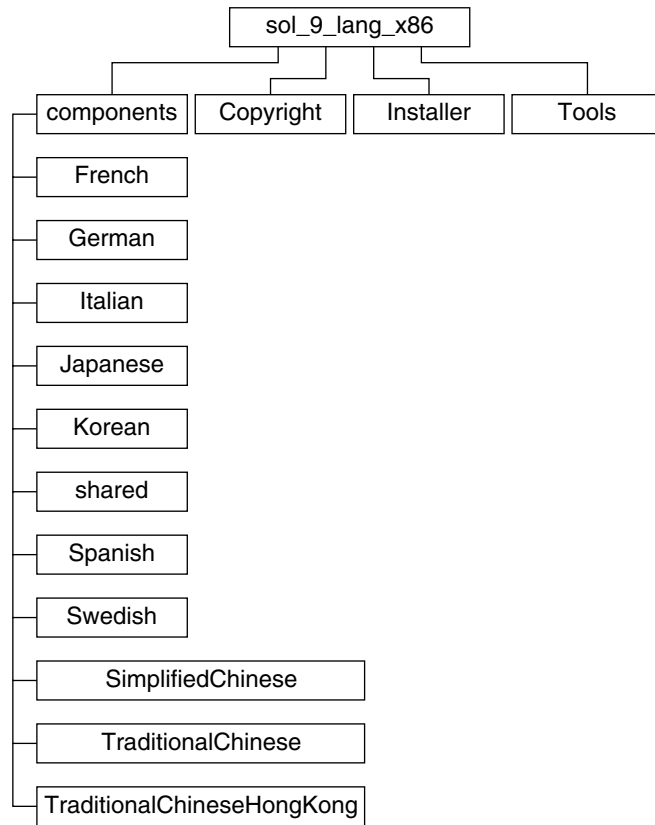 sol_9_lang_x86
components
Copyright
Installer
Tools
French
German
Italian
Japanese
Korean
shared
Spanish
Swedish
SimplifiedChinese
TraditionalChinese
TraditionalChineseHongKong